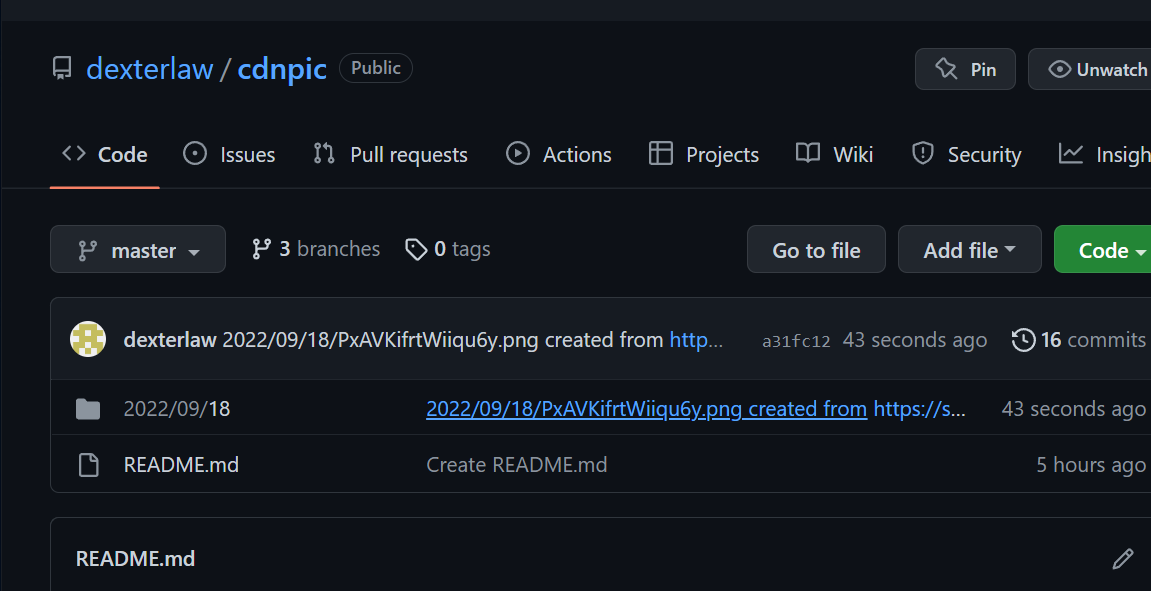 dexterlaw / cdnpic Public Pin Unwatch
Code Issues Pull requests Actions Projects Wiki Security Insigh
master 3 branches 0 tags Go to file Add file Code
dexterlaw 2022/09/18/PxAVKifrtWiiqu6y.png created from http... a31fc12 43 seconds ago 16 commits
2022/09/18 2022/09/18/PxAVKifrtWiiqu6y.png created from https://s... 43 seconds ago
README.md Create README.md 5 hours ago
README.md